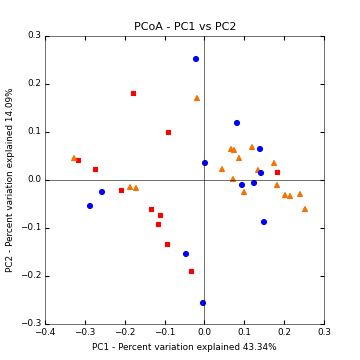 PCoA - PC1 vs PC2
0.3
0.2
0.1
0.0
−0.1
−0.2
−0.3
PC2 - Percent variation explained 14.09%
−0.4 −0.3 −0.2 −0.1 0.0 0.1 0.2 0.3
PC1 - Percent variation explained 43.34%